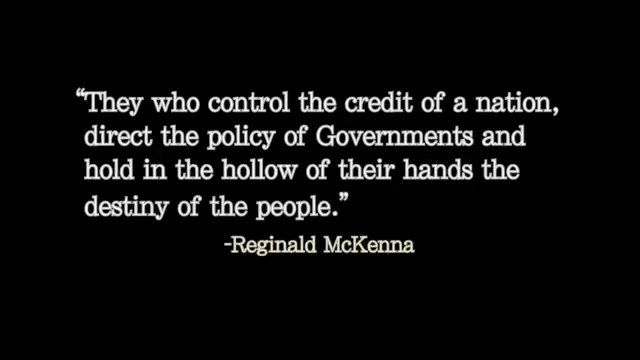 “They who control the credit of a nation,
direct the policy of Governments and
hold in the hollow of their hands the
destiny of the people.”
-Reginald McKenna